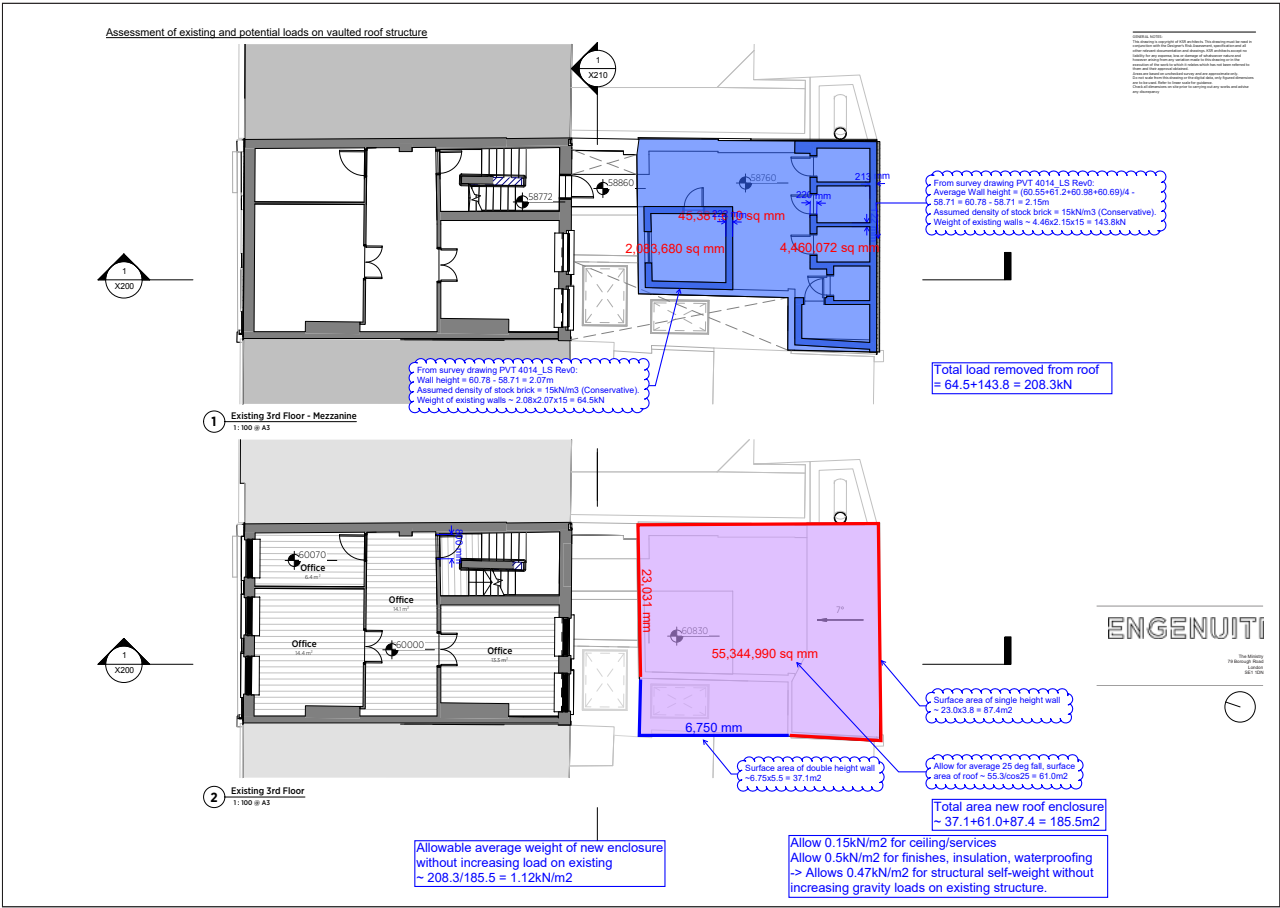 Assessment of existing and potential loads on vaulted roof structure
GENERAL NOTES:
1
X210
58860
58760
58772
213 mm
220 mm
sq mm
2,083,680 sq mm
4,460,072 sq mm
From survey drawing PVT 4014_LS Rev0:
Average Wall height = (60.55+61.2+60.98+60.69)/4 -
58.71 = 60.78 - 58.71 = 2.15m
Assumed density of stock brick = 15kN/m3 (Conservative).
Weight of existing walls ~ 4.46x2.15x15 = 143.8kN
1
X200
From survey drawing PVT 4014_LS Rev0:
Wall height = 60.78 - 58.71 = 2.07m
Assumed density of stock brick = 15kN/m3 (Conservative).
Weight of existing walls ~ 2.08x2.07x15 = 64.5kN
Total load removed from roof
= 64.5+143.8 = 208.3kN
1
Existing 3rd Floor - Mezzanine
1 : 100 @ A3
60070
Office
6.4 m²
Office
14.1 m²
Office
14.4 m²
60000
Office
13.3 m²
23,031 mm
60830
7°
55,344,990 sq mm
6,750 mm
1
X200
ENGENUITI
The Ministry
79 Borough Road
London
SE1 1DN
Surface area of single height wall
~ 23.0x3.8 = 87.4m2
Surface area of double height wall
~6.75x5.5 = 37.1m2
Allow for average 25 deg fall, surface
area of roof ~ 55.3/cos25 = 61.0m2
2
Existing 3rd Floor
1 : 100 @ A3
Total area new roof enclosure
~ 37.1+61.0+87.4 = 185.5m2
Allowable average weight of new enclosure
without increasing load on existing
~ 208.3/185.5 = 1.12kN/m2
Allow 0.15kN/m2 for ceiling/services
Allow 0.5kN/m2 for finishes, insulation, waterproofing
-> Allows 0.47kN/m2 for structural self-weight without
increasing gravity loads on existing structure.